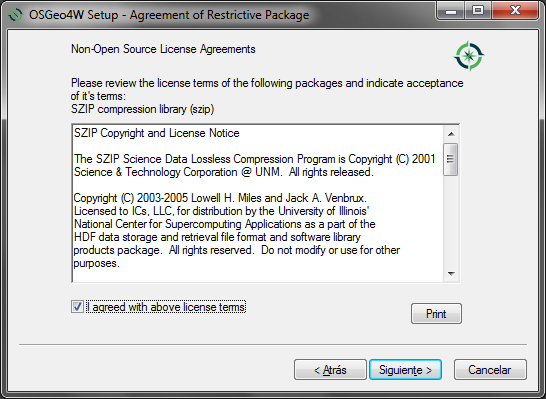 OSGeo4W Setup - Agreement of Restrictive Package
Non-Open Source License Agreements
Please review the license terms of the following packages and indicate acceptance
of it's terms:
SZIP compression library (szip)
SZIP Copyright and License Notice
The SZIP Science Data Lossless Compression Program is Copyright (C) 2001
Science & Technology Corporation @ UNM.  All rights released.
Copyright (C) 2003-2005 Lowell H. Miles and Jack A. Venbrux.
Licensed to ICs, LLC, for distribution by the University of Illinois'
National Center for Supercomputing Applications as a part of the
HDF data storage and retrieval file format and software library
products package.  All rights reserved.  Do not modify or use for other
purposes.
I agreed with above license terms
Print
< Atrás
Siguiente >
Cancelar